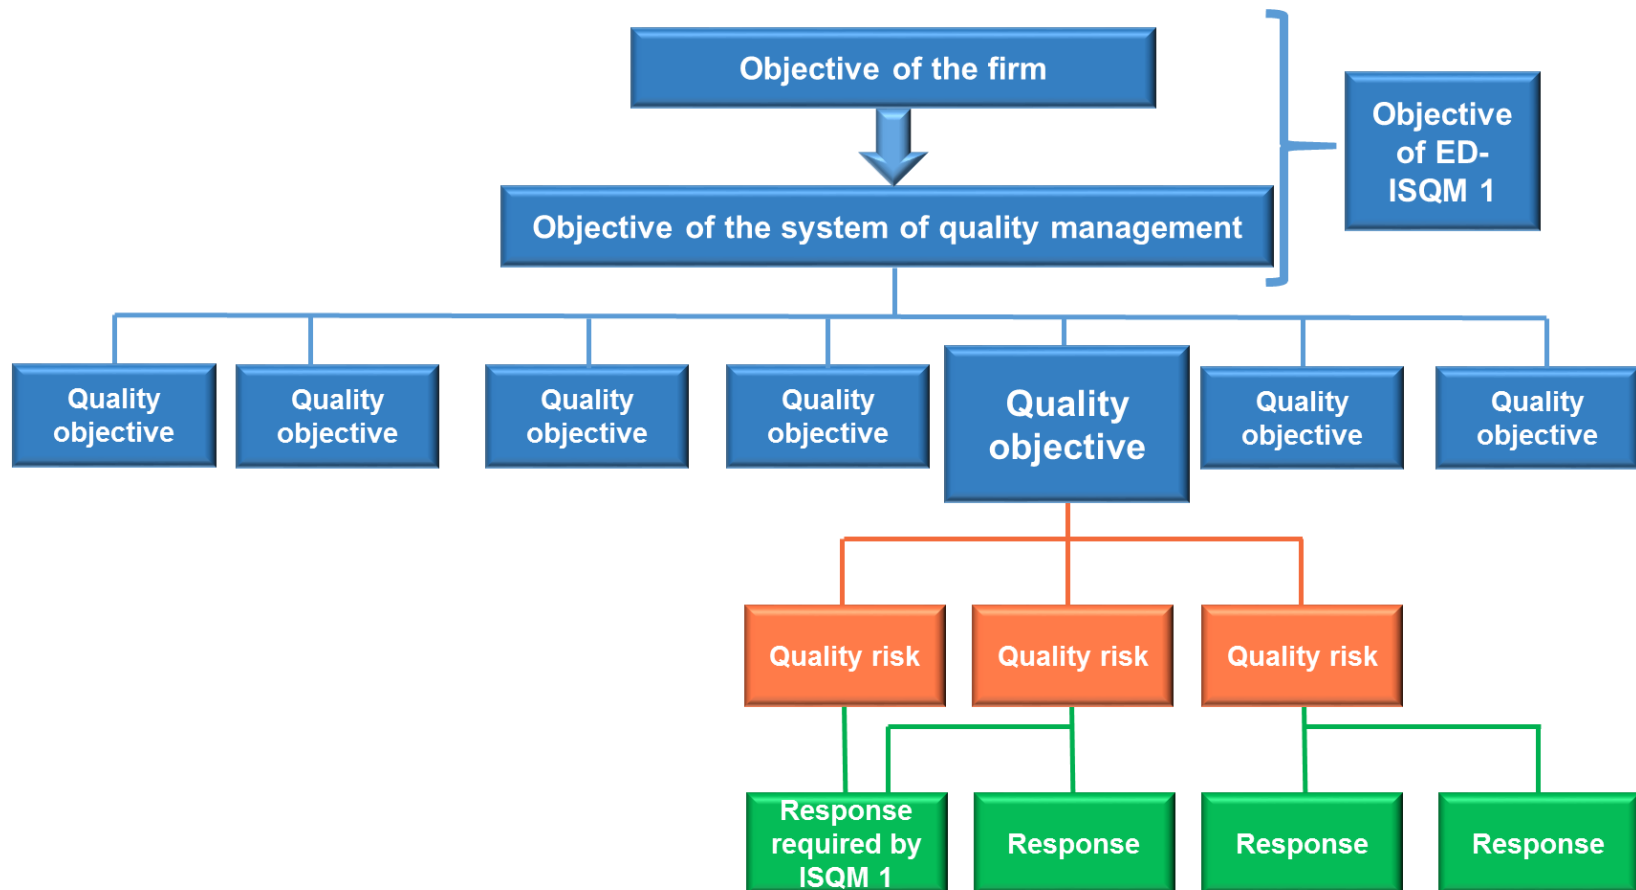 Objective of the firm
Objective
of ED-
ISQM 1
Objective of the system of quality management
Quality
objective
Quality
objective
Quality
objective
Quality
objective
Quality
objective
Quality
objective
Quality
objective
Quality risk
Quality risk
Quality risk
Response
required by
ISQM 1
Response
Response
Response